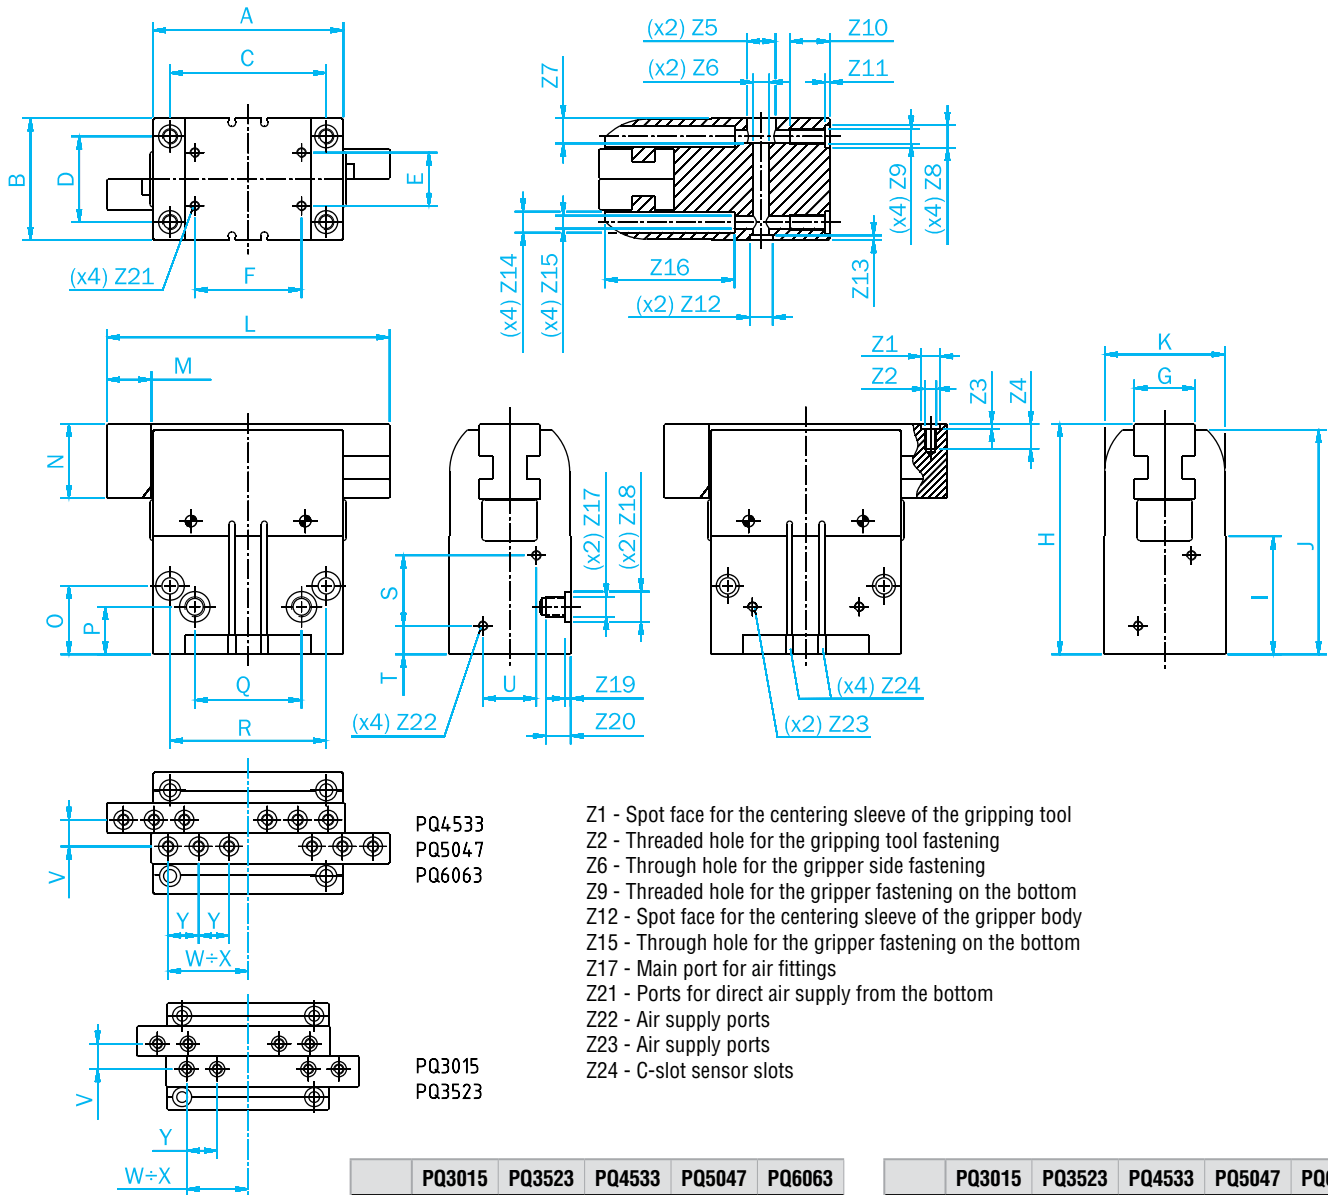 A
C
B
D
E
F
(x4) Z21
(x2) Z5
(x2) Z6
Z7
Z10
Z11
(x4) Z9
(x4) Z8
Z13
(x4) Z14
(x4) Z15
Z16
(x2) Z12
L
M
N
O
P
Q
R
S
T
U
(x2) Z17
(x2) Z18
(x4) Z22
Z19
Z20
Z1
Z2
Z3
Z4
(x4) Z24
(x2) Z23
K
G
H
I
J
V
Y Y
W÷X
PQ4533
PQ5047
PQ6063
V
Y
W÷X
PQ3015
PQ3523
Z1 - Spot face for the centering sleeve of the gripping tool
Z2 - Threaded hole for the gripping tool fastening
Z6 - Through hole for the gripper side fastening
Z9 - Threaded hole for the gripper fastening on the bottom
Z12 - Spot face for the centering sleeve of the gripper body
Z15 - Through hole for the gripper fastening on the bottom
Z17 - Main port for air fittings
Z21 - Ports for direct air supply from the bottom
Z22 - Air supply ports
Z23 - Air supply ports
Z24 - C-slot sensor slots
PQ3015 PQ3523 PQ4533 PQ5047 PQ6063
PQ3015 PQ3523 PQ4533 PQ5047